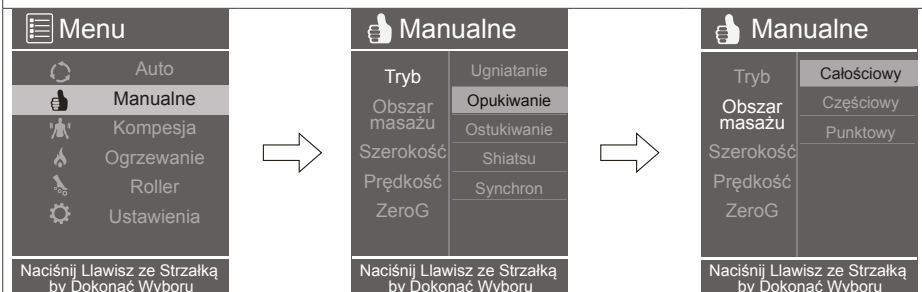 Menu
Auto
Manualne
Kompesja
Ogrzewanie
Roller
Ustawienia
Naciśnij Llawisz ze Strzałką
by Dokonać Wyboru
Manualne
Tryb
Obszar
masażu
Szerokość
Prędkość
ZeroG
Ugniatanie
Opukiwanie
Ostukiwanie
Shiatsu
Synchron
Naciśnij Llawisz ze Strzałką
by Dokonać Wyboru
Manualne
Tryb
Obszar
masażu
Szerokość
Prędkość
ZeroG
Całościowy
Częściowy
Punktowy
Naciśnij Llawisz ze Strzałką
by Dokonać Wyboru